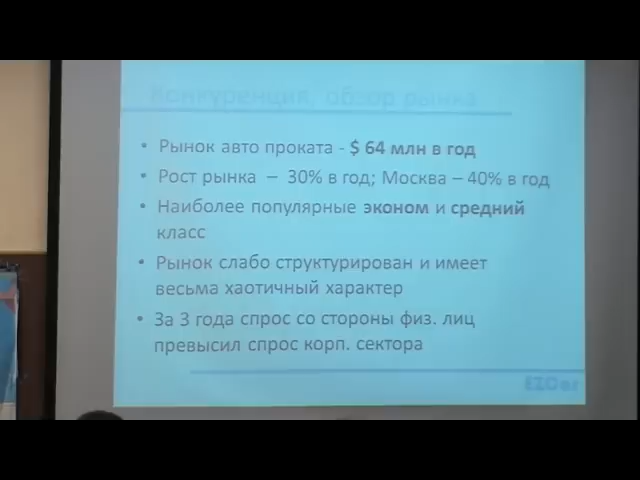 Конкуренция, обзор рынка
• Рынок авто проката - $ 64 млн в год
• Рост рынка – 30% в год; Москва – 40% в год
• Наиболее популярные эконом и средний
класс
• Рынок слабо структурирован и имеет
весьма хаотичный характер
• За 3 года спрос со стороны физ. лиц
превысил спрос корп. сектора